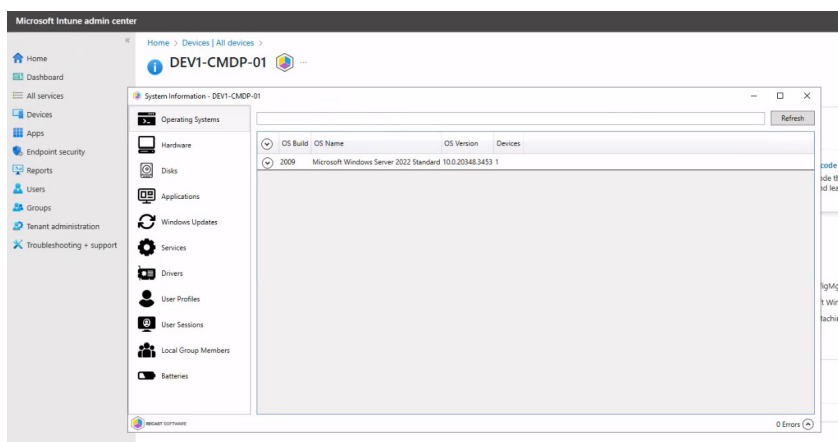 Microsoft Intune admin center
«
Home > Devices | All devices >
DEV1-CMDP-01 ...
Home
Dashboard
All services
Devices
Apps
Endpoint security
Reports
Users
Groups
Tenant administration
Troubleshooting + support
System Information - DEV1-CMDP-01
Operating Systems
Hardware
Disks
Applications
Windows Updates
Services
Drivers
User Profiles
User Sessions
Local Group Members
Batteries
Refresh
OS Build OS Name OS Version Devices
2009 Microsoft Windows Server 2022 Standard 10.0.20348.3453 1
RECAST SOFTWARE
0 Errors